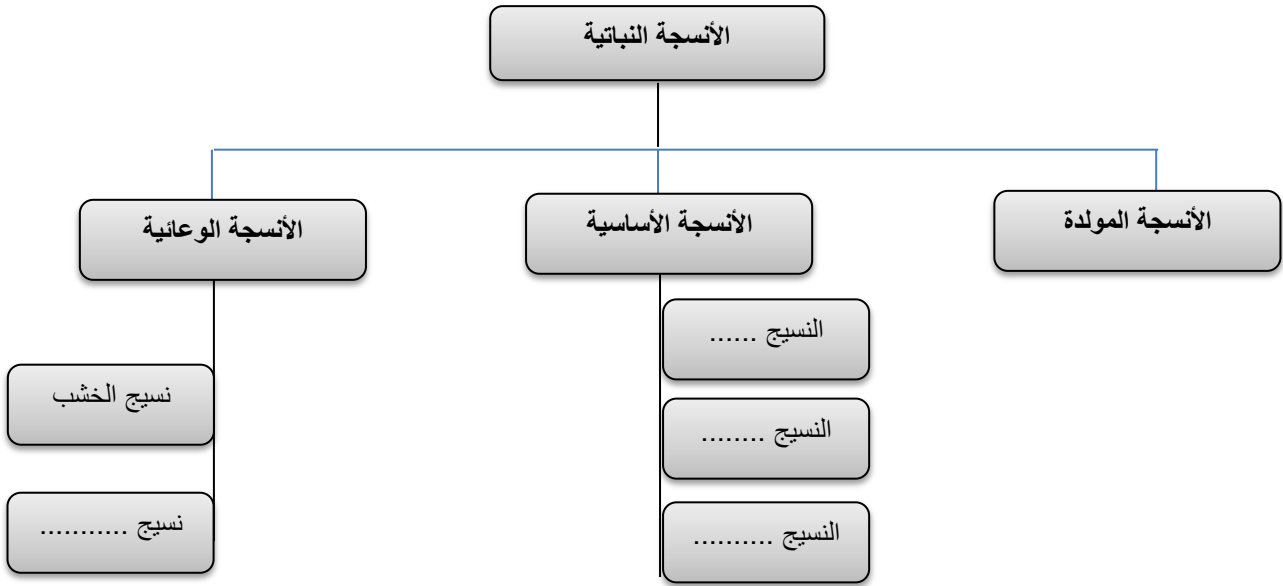 الأنسجة النباتية
الأنسجة المولدة
الأنسجة الأساسية
الأنسجة الوعائية
النسيج ......
النسيج ........
النسيج ..........
نسيج الخشب
نسيج ...........